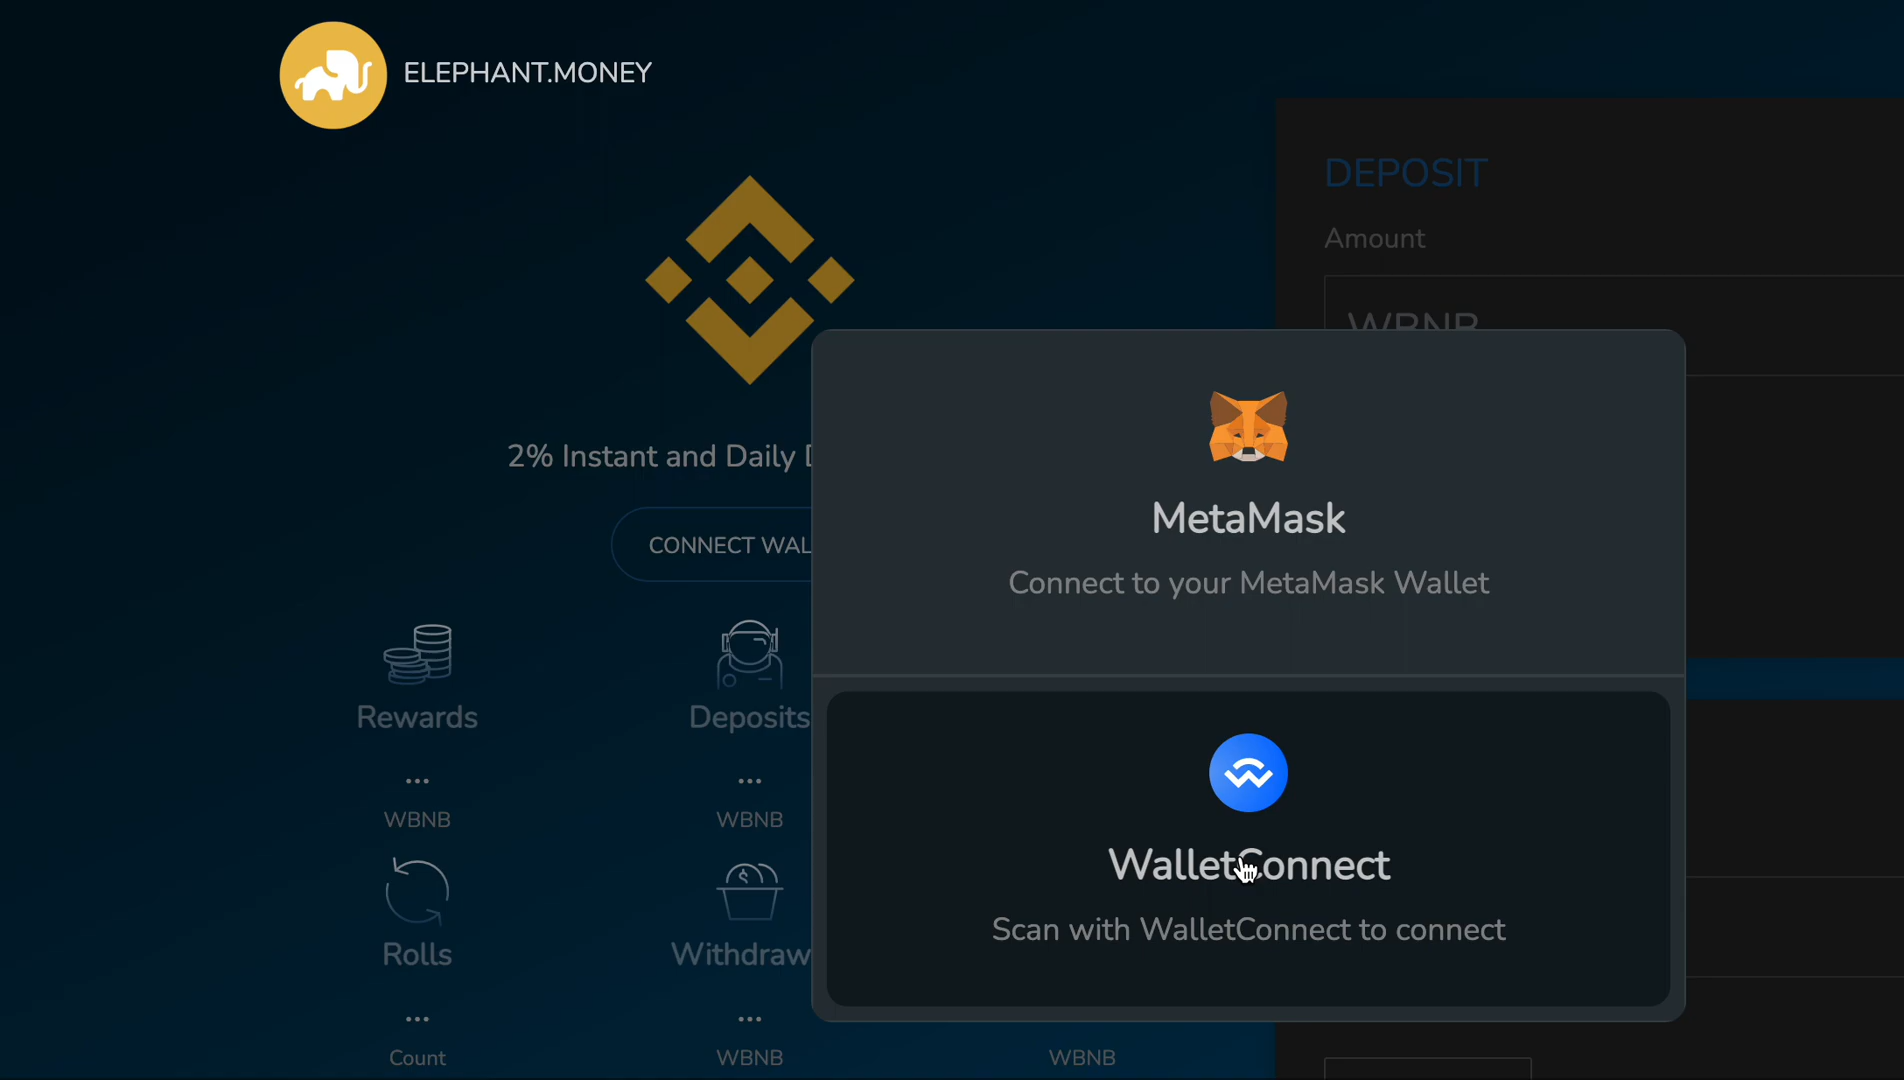 ELEPHANT.MONEY
DEPOSIT
Amount
WBNB
2% Instant and Daily
CONNECT WAL
MetaMask
Connect to your MetaMask Wallet
WalletConnect
Scan with WalletConnect to connect
Rewards
Deposits
...
...
WBNB
WBNB
Rolls
Withdraw
...
...
Count
WBNB
WBNB